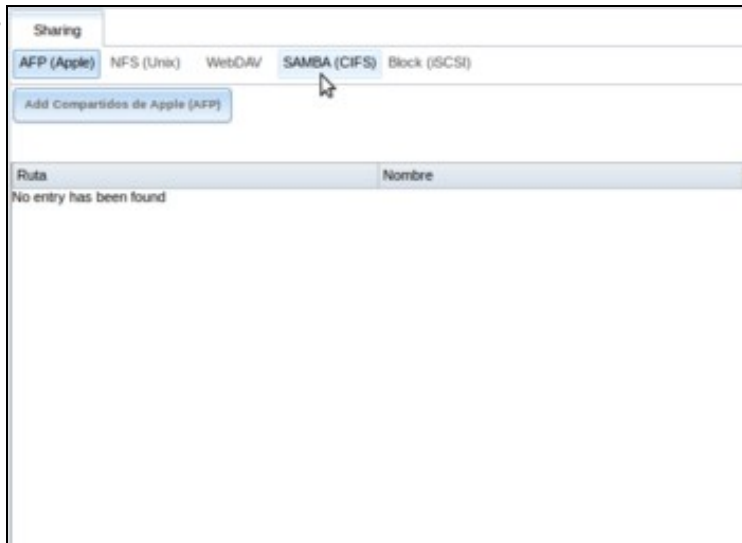 Sharing
AFP (Apple) NFS (Unix) WebDAV SAMBA (CIFS) Block (iSCSI)
Add Compartidos de Apple (AFP)
Ruta Nombre
No entry has been found